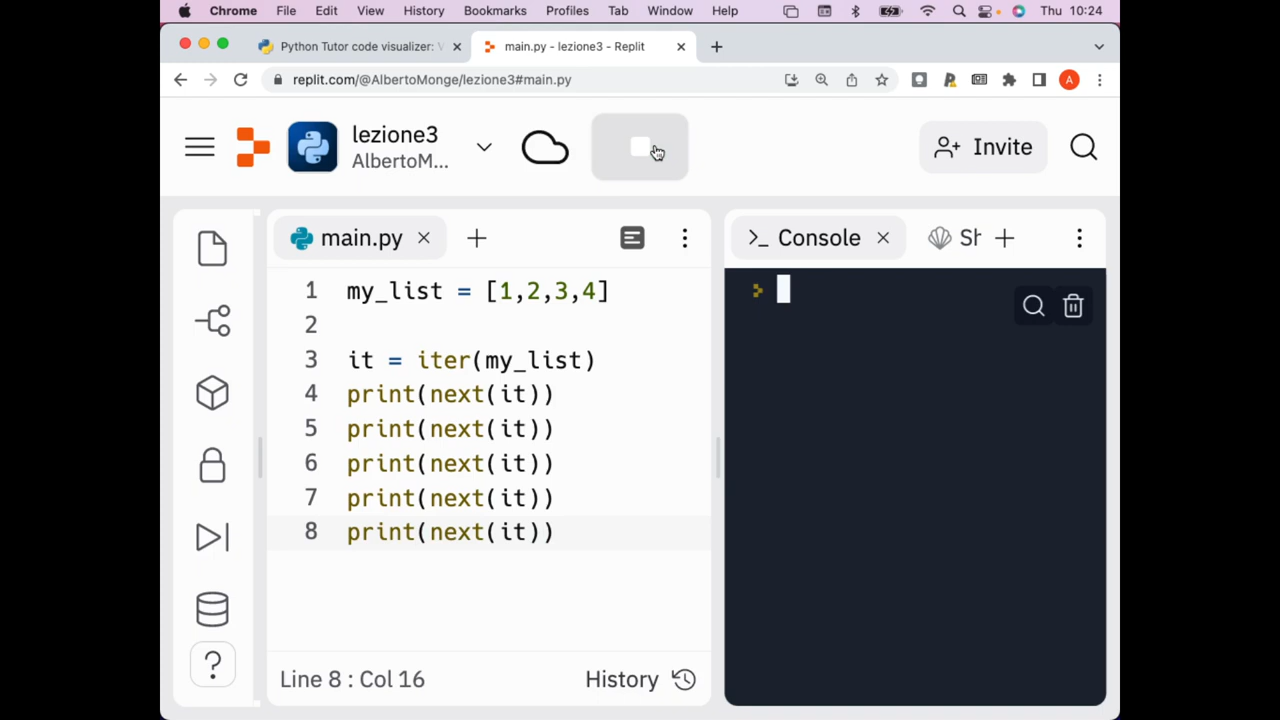 Chrome File Edit View History Bookmarks Profiles Tab Window Help Thu 10:24
Python Tutor code visualizer: V
main.py - lezione3 - Replit
replit.com/@AlbertoMonge/lezione3#main.py
A
lezione3
AlbertoM...
Invite
main.py
>_ Console
Sh
1 my_list = [1,2,3,4]
2
3 it = iter(my_list)
4 print(next(it))
5 print(next(it))
6 print(next(it))
7 print(next(it))
8 print(next(it))
?
Line 8 : Col 16
History